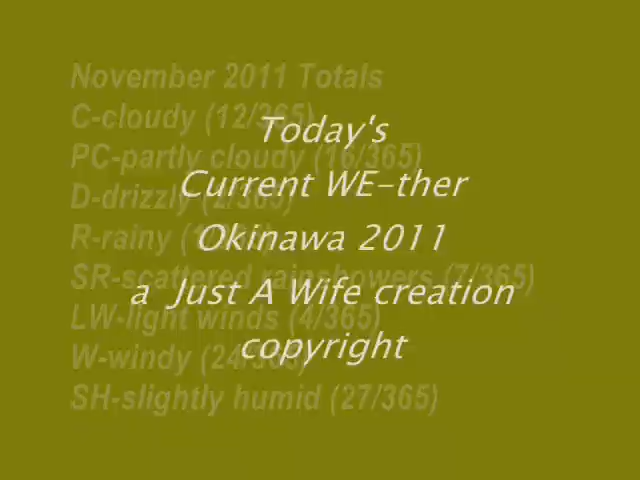 November 2011 Totals
C-cloudy (12/365)
Today's
PC-partly cloudy (16/365)
Current WE-ther
D-drizzly
Okinawa 2011
R-rainy
SR-scattered rainshowers (7/365)
a Just A Wife creation
LW-light winds (4/365)
copyright
W-windy (24/365)
SH-slightly humid (27/365)